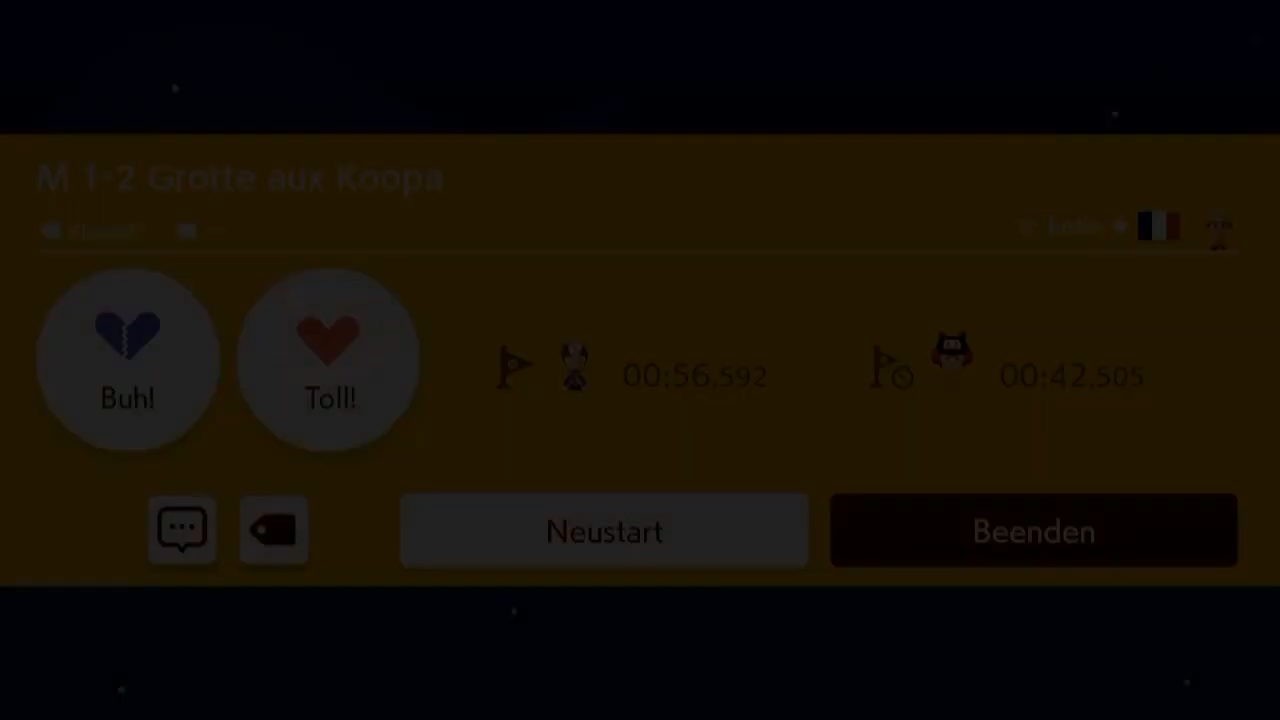 M 1-2 Grotte aux Koopa
Buh!
Toll!
00:56.592
00:42.505
Neustart
Beenden